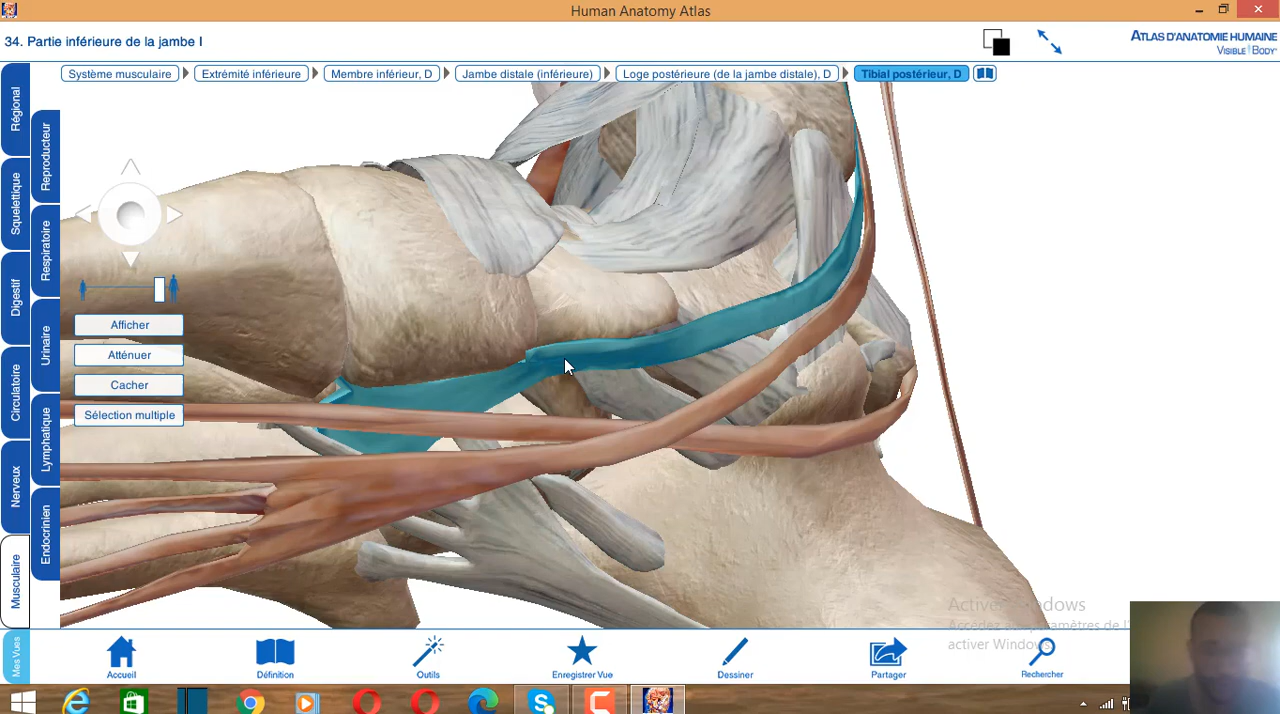 Human Anatomy Atlas
34. Partie inférieure de la jambe I
ATLAS D'ANATOMIE HUMAINE
VISIBLE BODY®
Système musculaire
Extrémité inférieure
Membre inférieur, D
Jambe distale (inférieure)
Loge postérieure (de la jambe distale), D
Tibial postérieur, D
Régional
Squelettique
Digestif
Circulatoire
Nerveux
Musculaire
Mes Vues
Reproducteur
Respiratoire
Urinaire
Lymphatique
Endocrinien
Afficher
Atténuer
Cacher
Sélection multiple
Accueil
Définition
Outils
Enregistrer Vue
Dessiner
Partager
Rechercher